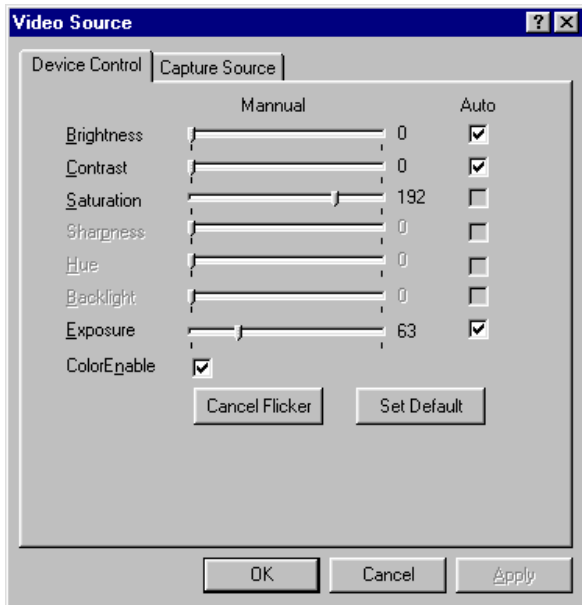 Video Source
Device Control Capture Source
Mannual Auto
Brightness 0
Contrast 0
Saturation 192
Sharpness 0
Hue 0
Backlight 0
Exposure 63
ColorEnable
Cancel Flicker Set Default
OK Cancel Apply